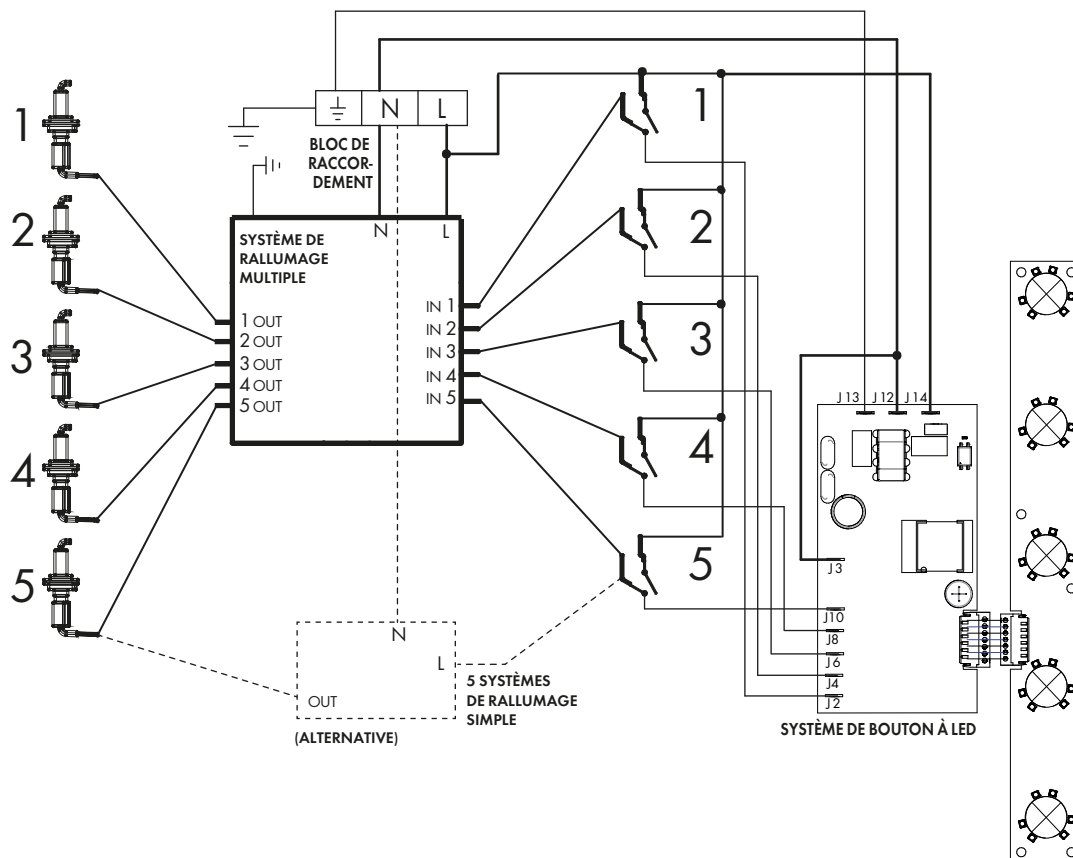 1
2
3
4
5
N
L
BLOC DE
RACCOR-
DEMENT
N
L
SYSTÈME DE
RALLUMAGE
MULTIPLE
1 OUT
2 OUT
3 OUT
4 OUT
5 OUT
IN 1
IN 2
IN 3
IN 4
IN 5
1
2
3
4
5
N
L
OUT
(ALTERNATIVE)
5 SYSTÈMES
DE RALLUMAGE
SIMPLE
J13
J12
J14
J3
J10
J8
J6
J4
J2
SYSTÈME DE BOUTON À LED